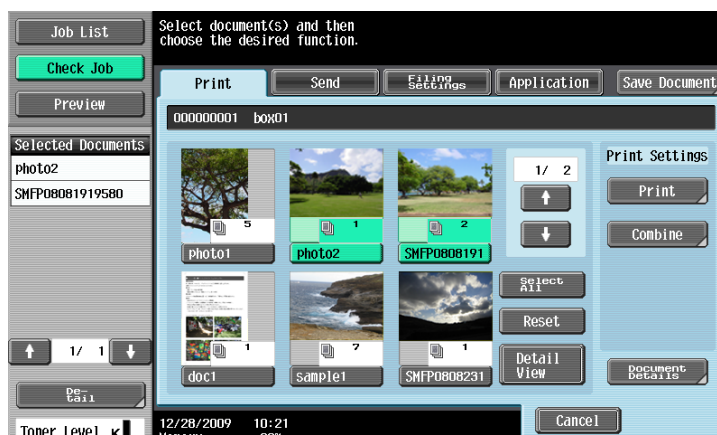 Job List
Check Job
Preview
Selected Documents
photo2
SMFP08081919580
1/ 1
De-
tail
Toner Level K
Select document(s) and then
choose the desired function.
Print
Send
Filing
Settings
Application
Save Document
000000001 box01
5
photo1
1
photo2
2
SMFP0808191
1
doc1
7
sample1
1
SMFP0808231
1/ 2
Select
All
Reset
Detail
View
Print Settings
Print
Combine
Document
Details
12/28/2009 10:21
Cancel